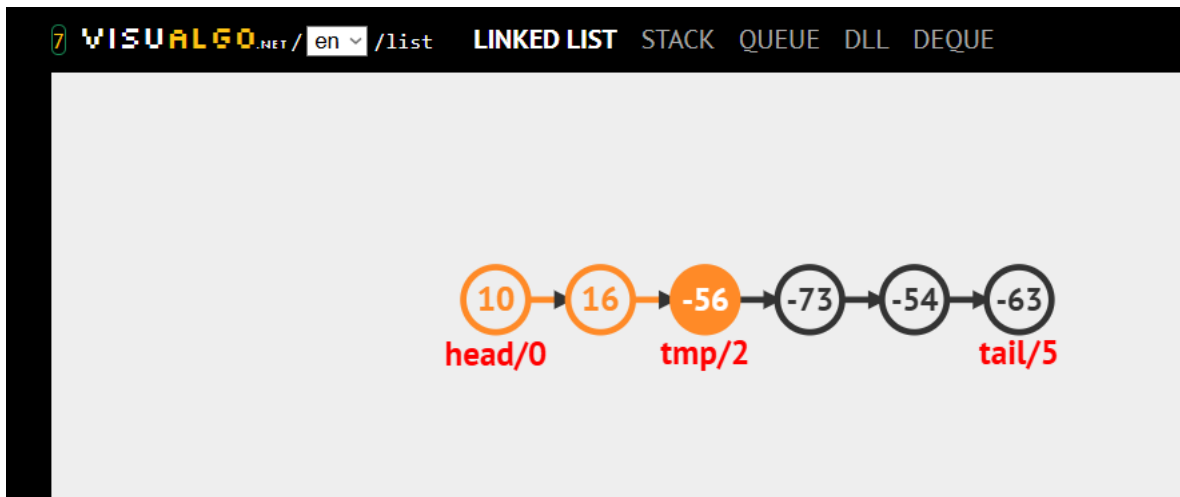 7 VISUALGO.NET/ en /list LINKED LIST STACK QUEUE DLL DEQUE
10 16 -56 -73 -54 -63
head/0 tmp/2 tail/5